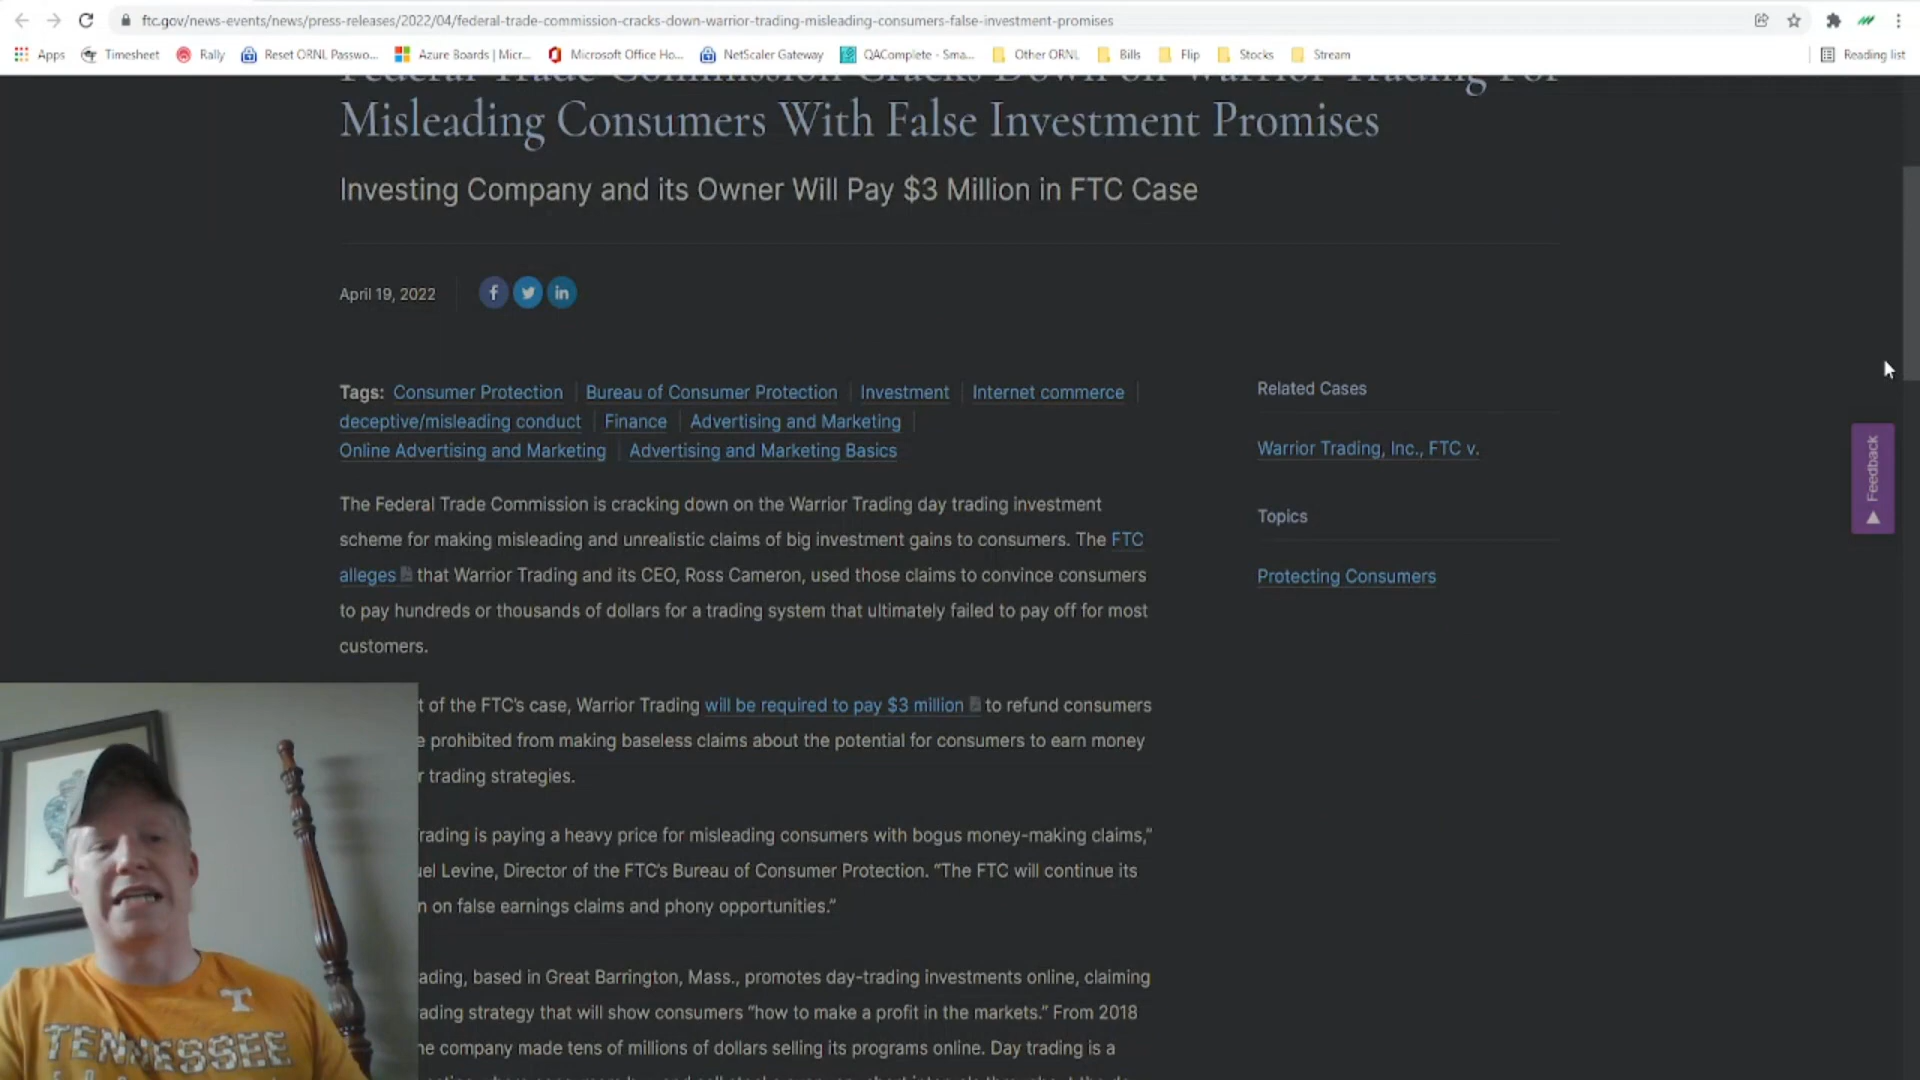 ftc.gov/news-events/news/press-releases/2022/04/federal-trade-commission-cracks-down-warrior-trading-misleading-consumers-false-investment-promises
Apps Timesheet Rally Reset ORNL Passwo... Azure Boards | Micr... Microsoft Office Ho... NetScaler Gateway QAComplete - Sma... Other ORNL Bills Flip Stocks Stream Reading list
Federal Trade Commission Cracks Down on Warrior Trading For
Misleading Consumers With False Investment Promises
Investing Company and its Owner Will Pay $3 Million in FTC Case
April 19, 2022
Tags: Consumer Protection Bureau of Consumer Protection Investment Internet commerce
deceptive/misleading conduct Finance Advertising and Marketing
Online Advertising and Marketing Advertising and Marketing Basics
The Federal Trade Commission is cracking down on the Warrior Trading day trading investment
scheme for making misleading and unrealistic claims of big investment gains to consumers. The FTC
alleges that Warrior Trading and its CEO, Ross Cameron, used those claims to convince consumers
to pay hundreds or thousands of dollars for a trading system that ultimately failed to pay off for most
customers.
t of the FTC's case, Warrior Trading will be required to pay $3 million to refund consumers
e prohibited from making baseless claims about the potential for consumers to earn money
r trading strategies.
rading is paying a heavy price for misleading consumers with bogus money-making claims,”
el Levine, Director of the FTC's Bureau of Consumer Protection. “The FTC will continue its
n on false earnings claims and phony opportunities.”
ading, based in Great Barrington, Mass., promotes day-trading investments online, claiming
ading strategy that will show consumers “how to make a profit in the markets.” From 2018
he company made tens of millions of dollars selling its programs online. Day trading is a
Related Cases
Warrior Trading, Inc., FTC v.
Topics
Protecting Consumers
Feedback
T
TENNESSEE